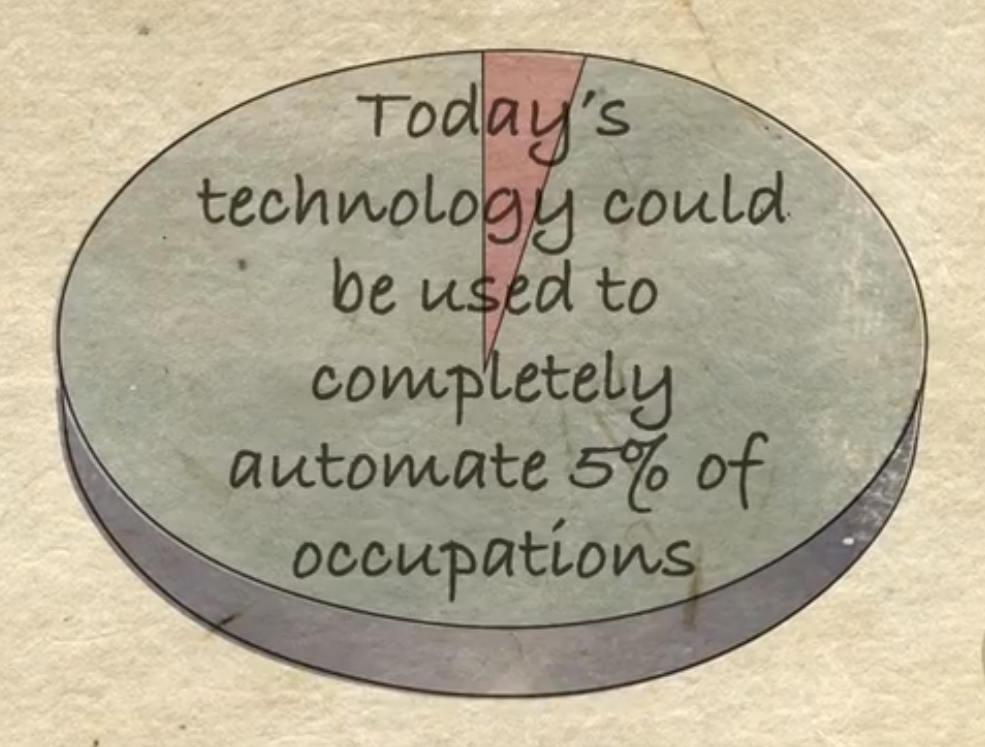 Today's
technology could
be used to
completely
automate 5% of
occupations